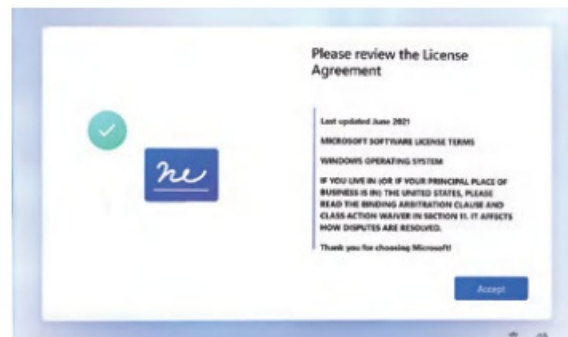 Please review the License
Agreement
Last updated June 2021
MICROSOFT SOFTWARE LICENSE TERMS
WINDOWS OPERATING SYSTEM
IF YOU LIVE IN (OR IF YOUR PRINCIPAL PLACE OF
BUSINESS IS IN) THE UNITED STATES, PLEASE
READ THE BINDING ARBITRATION CLAUSE AND
CLASS ACTION WAIVER IN SECTION 11. IT AFFECTS
HOW DISPUTES ARE RESOLVED.
Thank you for choosing Microsoft!
Accept